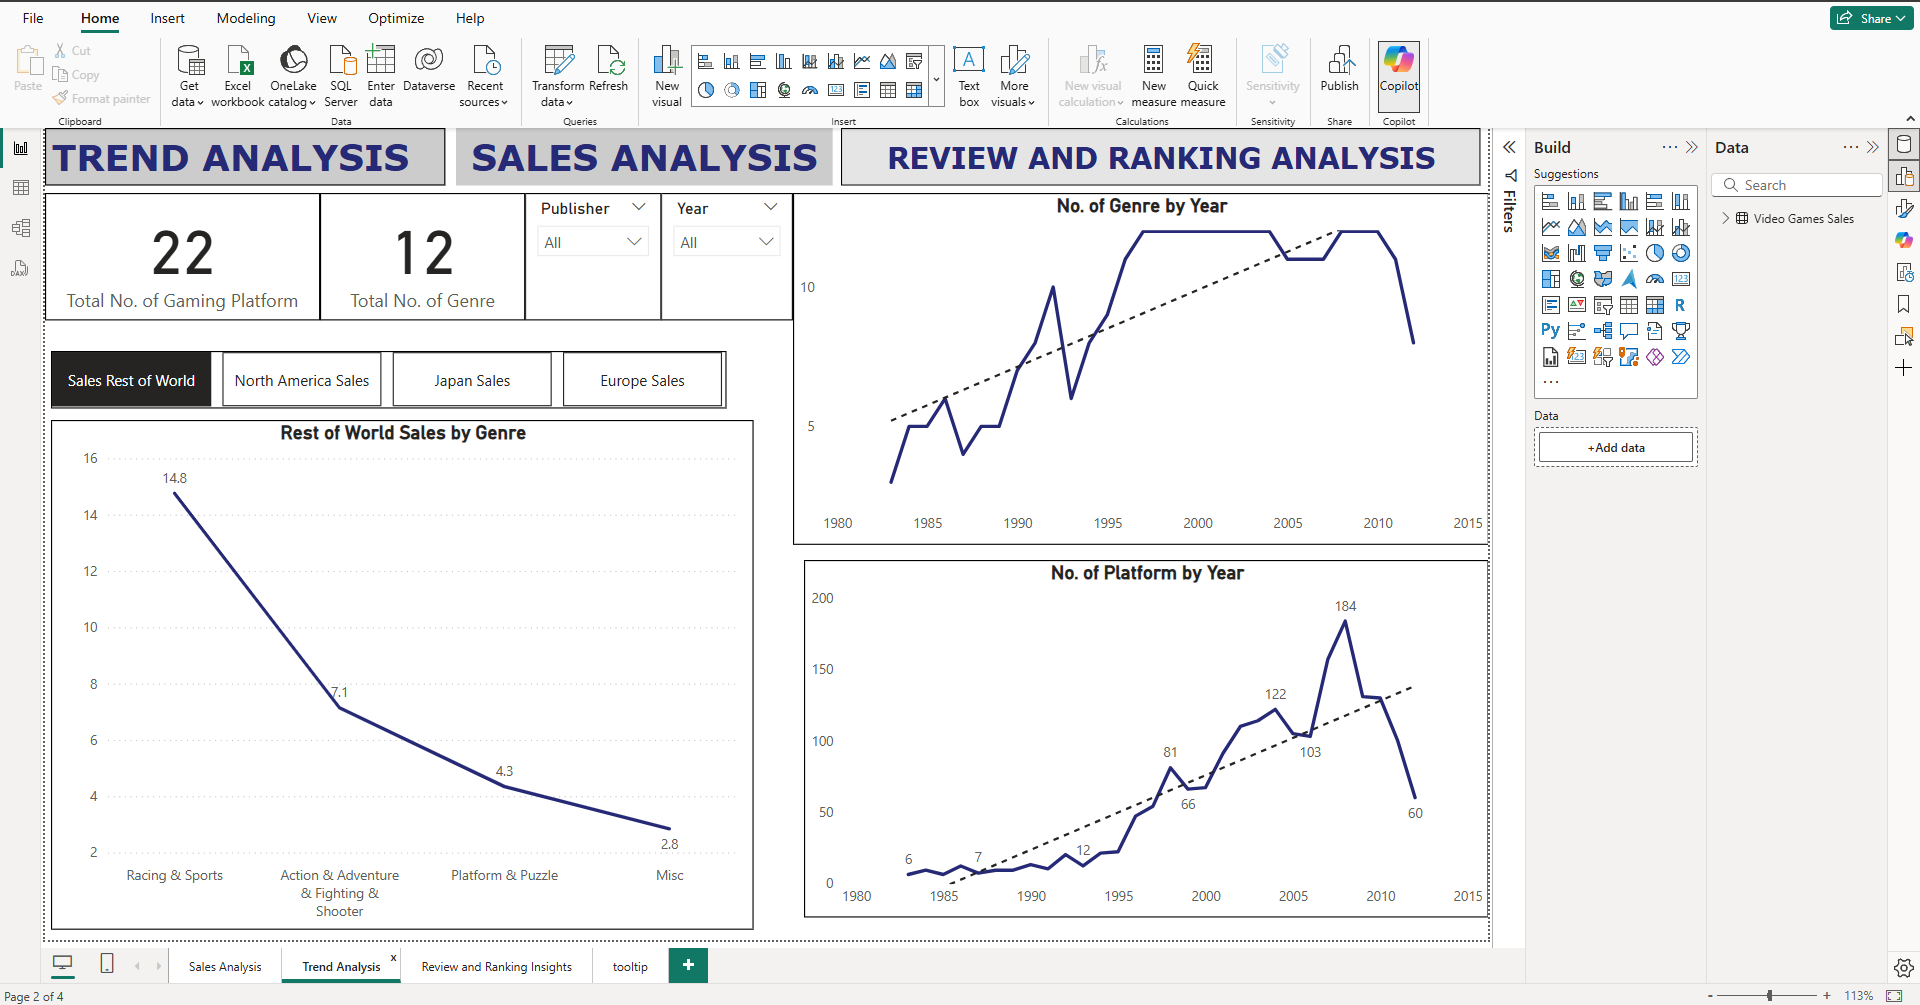 File Home Insert Modeling View Optimize Help Share
Paste
Cut
Copy
Format painter
Clipboard
Get data
Excel workbook
OneLake catalog
SQL Server
Enter data
Dataverse
Recent sources
Data
Transform data
Refresh
Queries
New visual
Text box
More visuals
Insert
New visual calculation
New measure
Quick measure
Calculations
Sensitivity
Sensitivity
Publish
Share
Copilot
Copilot
TREND ANALYSIS
SALES ANALYSIS
REVIEW AND RANKING ANALYSIS
22
Total No. of Gaming Platform
12
Total No. of Genre
Publisher
All
Year
All
Sales Rest of World
North America Sales
Japan Sales
Europe Sales
Rest of World Sales by Genre
16
14
12
10
8
6
4
2
14.8
7.1
4.3
2.8
Racing & Sports
Action & Adventure
& Fighting &
Shooter
Platform & Puzzle
Misc
No. of Genre by Year
10
5
1980 1985 1990 1995 2000 2005 2010 2015
No. of Platform by Year
200
150
100
50
0
6
7
12
81
66
122
103
184
60
1980 1985 1990 1995 2000 2005 2010 2015
Filters
Build
Suggestions
Py
R
Data
+Add data
Data
Search
Video Games Sales
Sales Analysis
Trend Analysis
x
Review and Ranking Insights
tooltip
+
Page 2 of 4
- + 113%